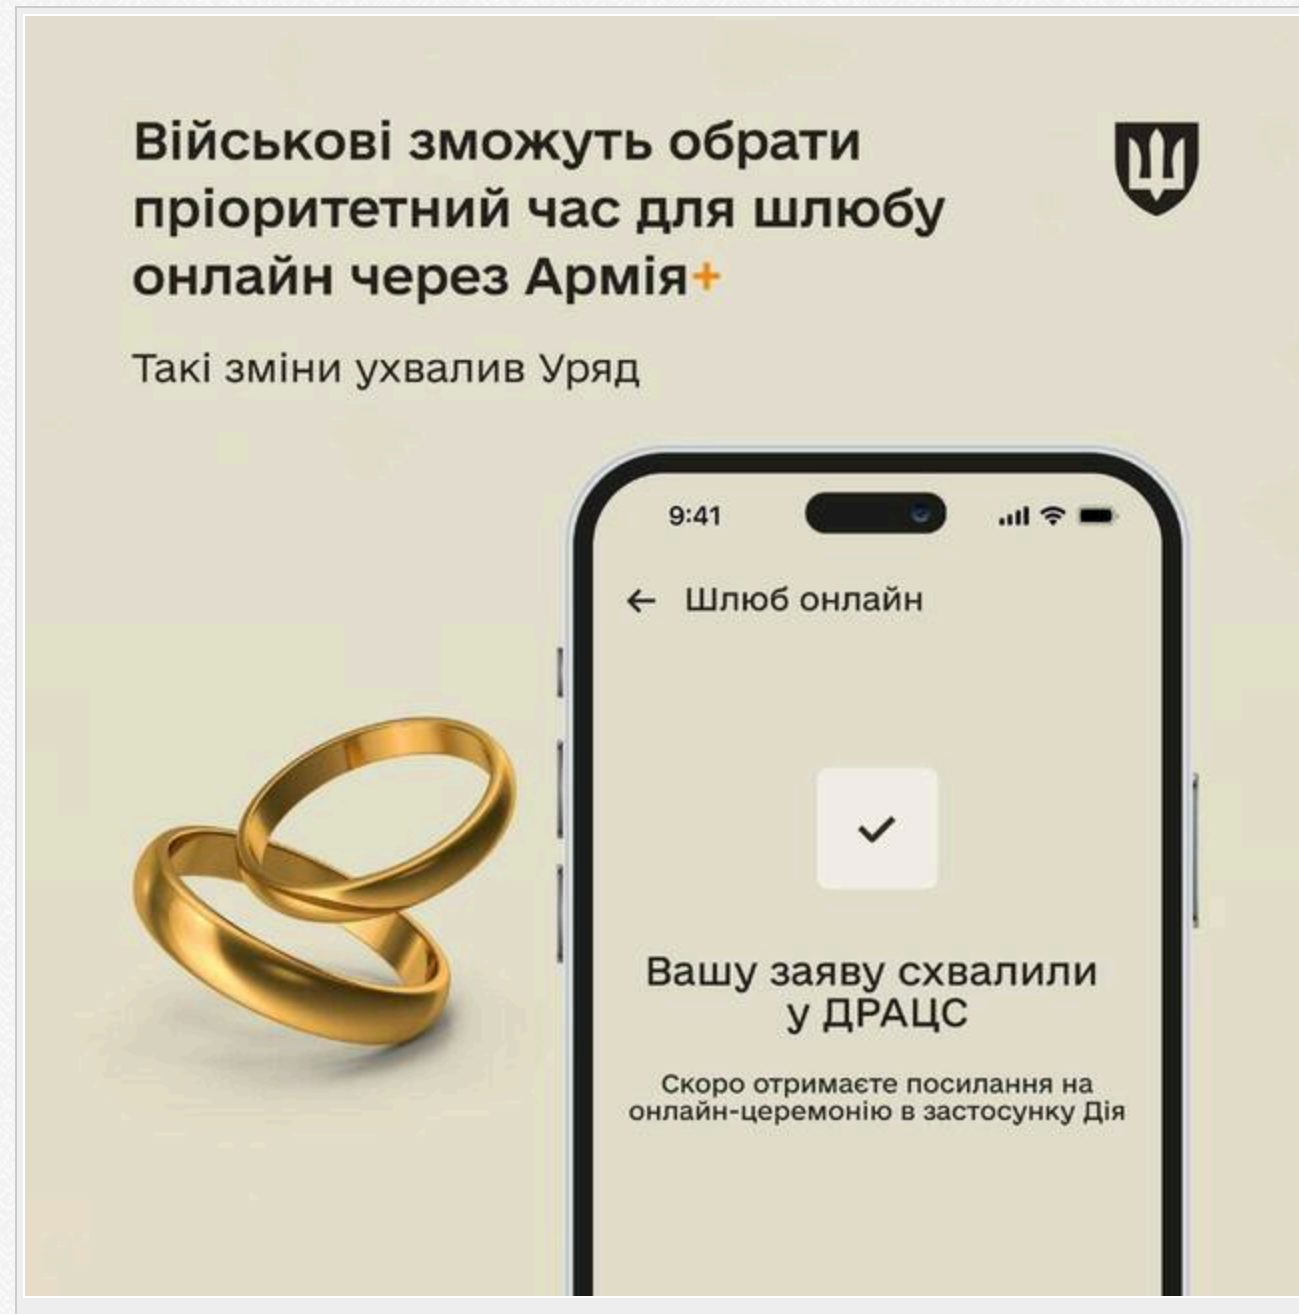 Військові зможуть обрати
пріоритетний час для шлюбу
онлайн через Армія+
Такі зміни ухвалив Уряд
9:41
← Шлюб онлайн
Вашу заяву схвалили
у ДРАЦС
Скоро отримаєте посилання на
онлайн-церемонію в застосунку Дія